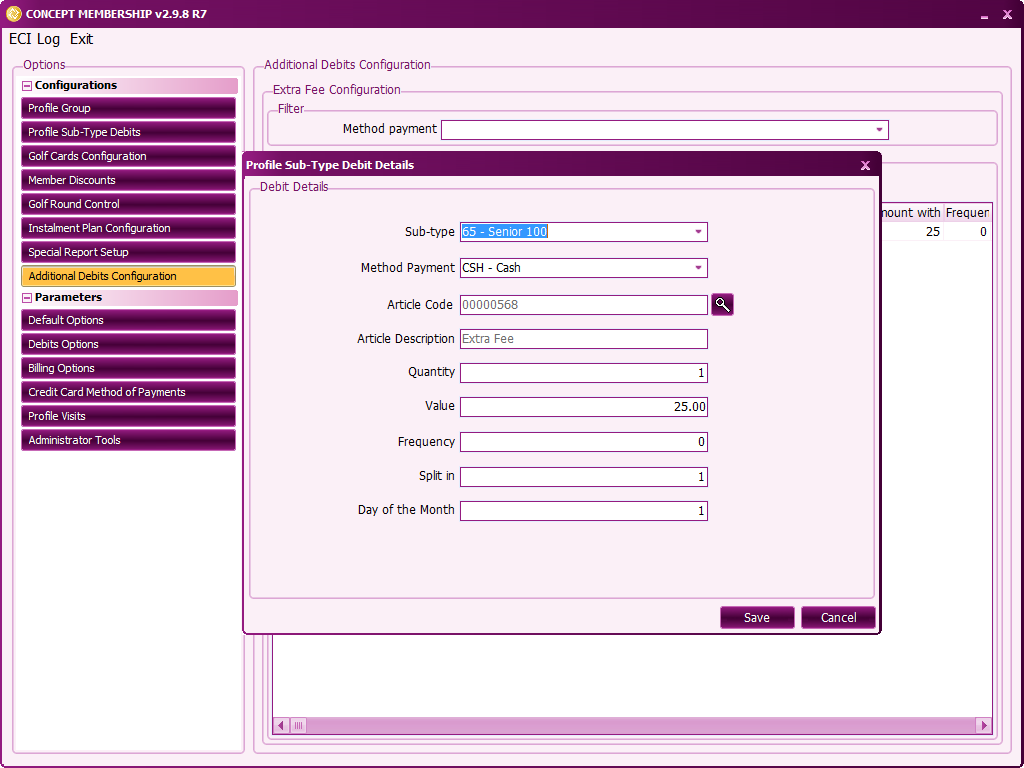 CONCEPT MEMBERSHIP v2.9.8 R7
ECI Log Exit
Options
Configurations
Profile Group
Profile Sub-Type Debits
Golf Cards Configuration
Member Discounts
Golf Round Control
Instalment Plan Configuration
Special Report Setup
Additional Debits Configuration
Parameters
Default Options
Debits Options
Billing Options
Credit Card Method of Payments
Profile Visits
Administrator Tools
Additional Debits Configuration
Extra Fee Configuration
Filter
Method payment
mount with Frequen
25 0
Profile Sub-Type Debit Details
Debit Details
Sub-type 65 - Senior 100
Method Payment CSH - Cash
Article Code 00000568
Article Description Extra Fee
Quantity 1
Value 25.00
Frequency 0
Split in 1
Day of the Month 1
Save Cancel